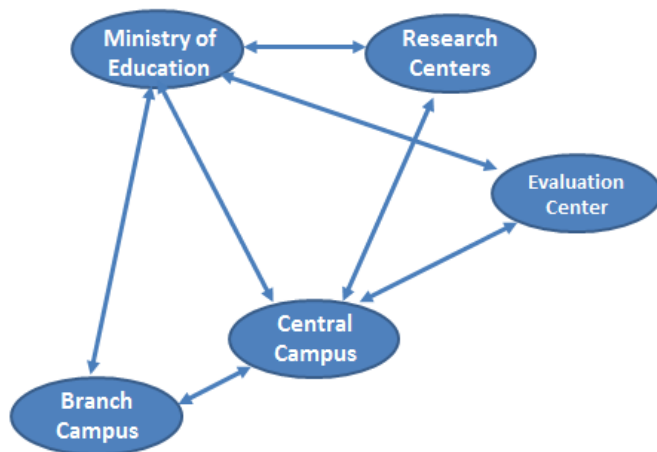 Ministry of
Education
Research
Centers
Evaluation
Center
Central
Campus
Branch
Campus